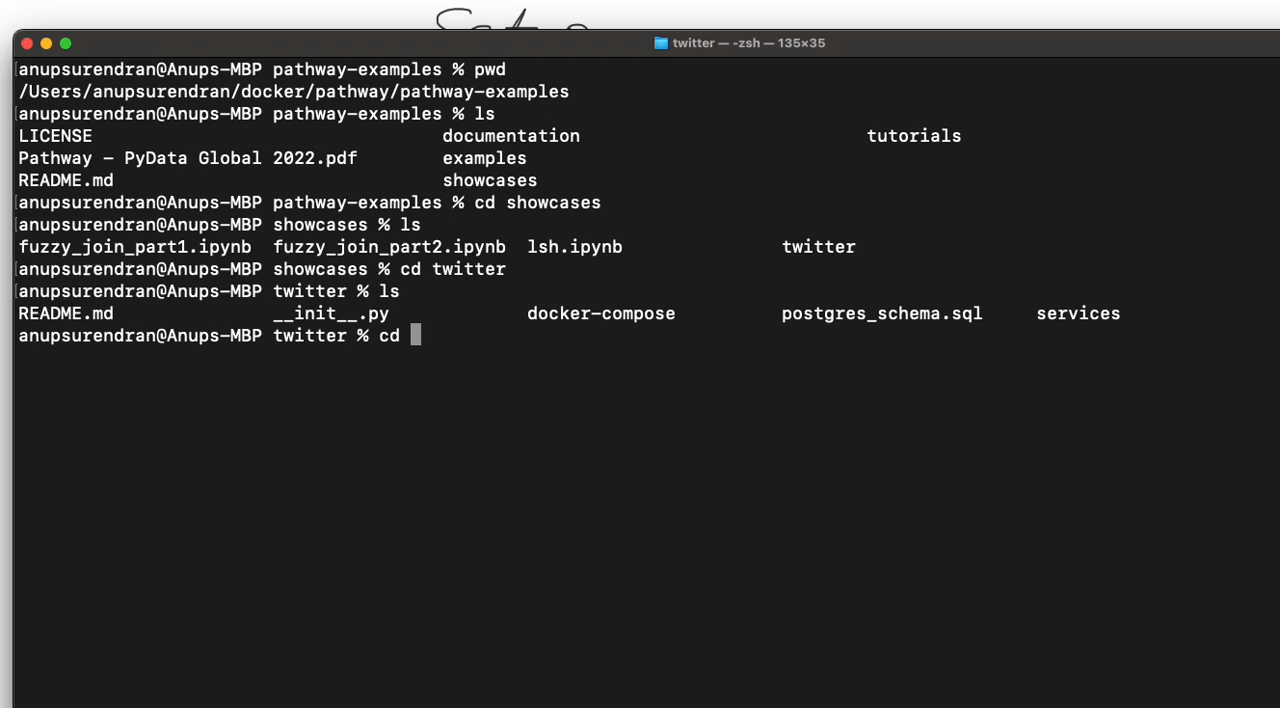 twitter — -zsh — 135×35
anupsurendran@Anups-MBP pathway-examples % pwd
/Users/anupsurendran/docker/pathway/pathway-examples
anupsurendran@Anups-MBP pathway-examples % ls
LICENSE documentation tutorials
Pathway – PyData Global 2022.pdf examples
README.md showcases
anupsurendran@Anups-MBP pathway-examples % cd showcases
anupsurendran@Anups-MBP showcases % ls
fuzzy_join_part1.ipynb fuzzy_join_part2.ipynb lsh.ipynb twitter
anupsurendran@Anups-MBP showcases % cd twitter
anupsurendran@Anups-MBP twitter % ls
README.md __init__.py docker-compose postgres_schema.sql services
anupsurendran@Anups-MBP twitter % cd